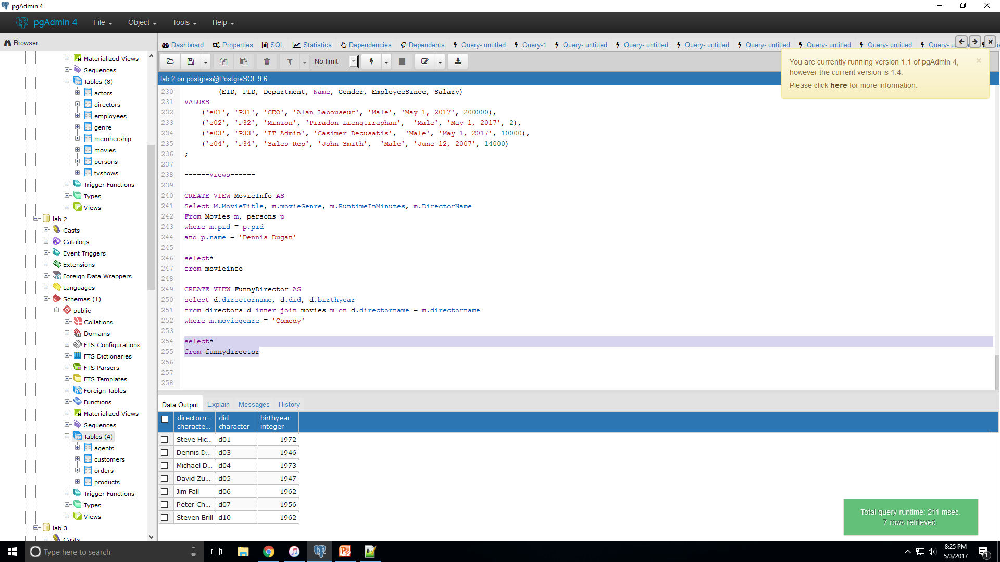 pgAdmin 4
pgAdmin 4 File Object Tools Help
Browser
Dashboard Properties SQL Statistics Dependencies Dependents Query- untitled Query-1 Query- untitled Query- untitled Query- untitled Query- untitled Query- untitled Query- untitled
No limit
You are currently running version 1.1 of pgAdmin 4,
however the current version is 1.4.
Please click here for more information.
lab 2 on postgres@PostgreSQL 9.6
Materialized Views
Sequences
Tables (8)
actors
directors
employees
genre
membership
movies
persons
tvshows
Trigger Functions
Types
Views
lab 2
Casts
Catalogs
Event Triggers
Extensions
Foreign Data Wrappers
Languages
Schemas (1)
public
Collations
Domains
FTS Configurations
FTS Dictionaries
FTS Parsers
FTS Templates
Foreign Tables
Functions
Materialized Views
Sequences
Tables (4)
agents
customers
orders
products
Trigger Functions
Types
Views
lab 3
Casts
230 (EID, PID, Department, Name, Gender, EmployeeSince, Salary)
231 VALUES
232 ('e01', 'P31', 'CEO', 'Alan Labouseur', 'Male', 'May 1, 2017', 200000),
233 ('e02', 'P32', 'Minion', 'Piradon Liengtiraphan', 'Male', 'May 1, 2017', 2),
234 ('e03', 'P33', 'IT Admin', 'Casimer Decusatis', 'Male', 'May 1, 2017', 10000),
235 ('e04', 'P34', 'Sales Rep', 'John Smith', 'Male', 'June 12, 2007', 14000)
236 ;
237
238 ------Views------
239
240 CREATE VIEW MovieInfo AS
241 Select M.MovieTitle, m.movieGenre, m.RuntimeInMinutes, m.DirectorName
242 From Movies m, persons p
243 where m.pid = p.pid
244 and p.name = 'Dennis Dugan'
245
246 select*
247 from movieinfo
248
249 CREATE VIEW FunnyDirector AS
250 select d.directorname, d.did, d.birthyear
251 from directors d inner join movies m on d.directorname = m.directorname
252 where m.moviegenre = 'Comedy'
253
254 select*
255 from funnydirector
256
257
258
Data Output Explain Messages History
directorn... did birthyear
characte... character integer
Steve Hic... d01 1972
Dennis D... d03 1946
Michael D... d04 1973
David Zu... d05 1947
Jim Fall d06 1962
Peter Ch... d07 1956
Steven Brill d10 1962
Total query runtime: 211 msec.
7 rows retrieved.
Type here to search
8:25 PM
5/3/2017
1